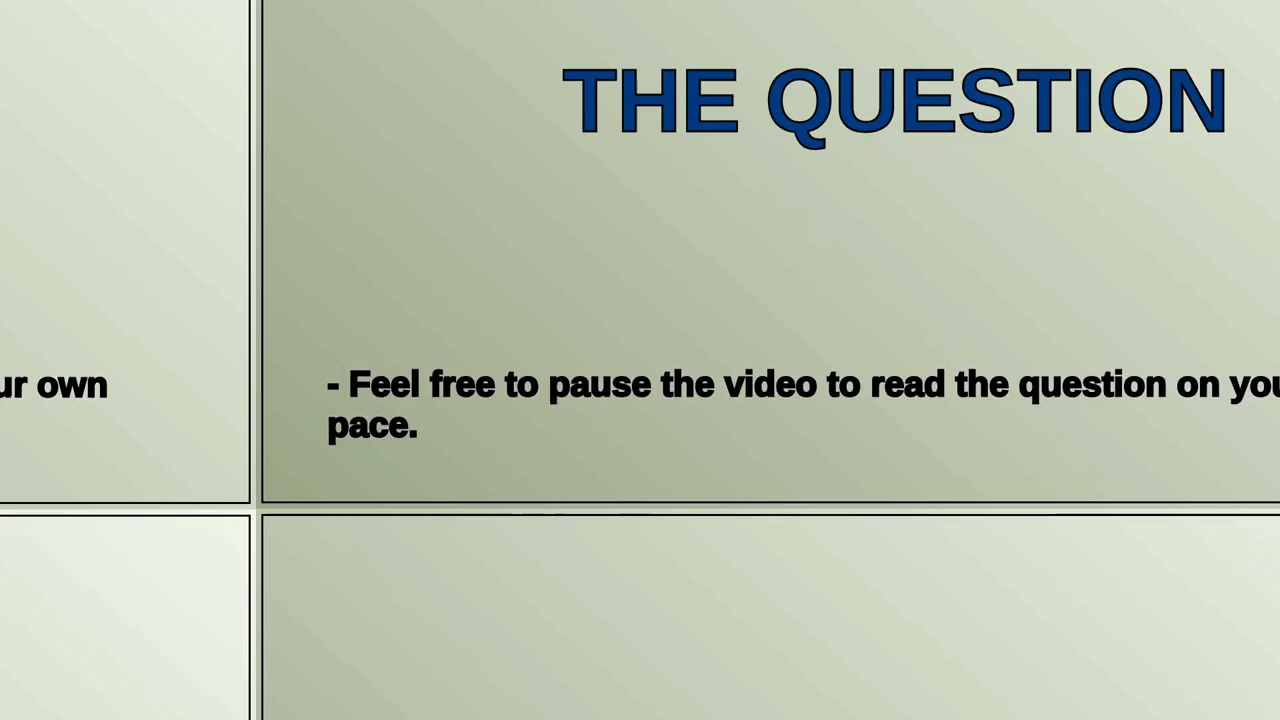 THE QUESTION
ur own
- Feel free to pause the video to read the question on you
pace.